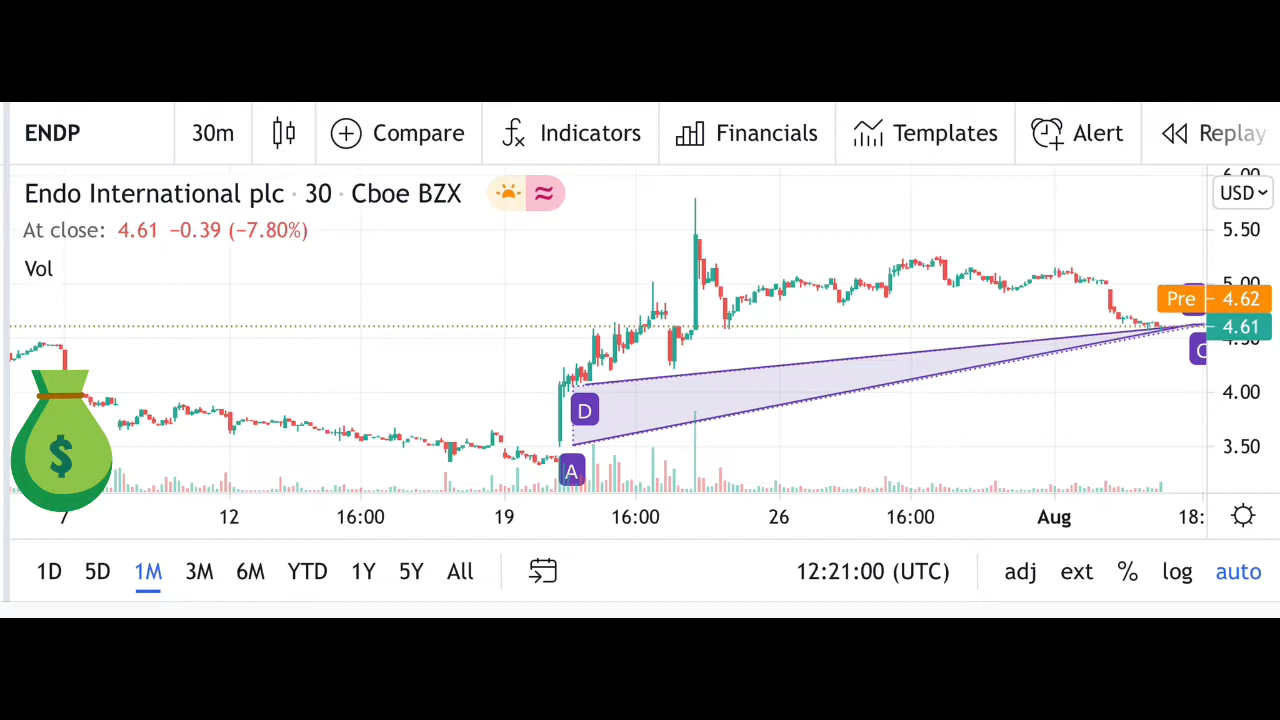 ENDP 30m Compare Indicators Financials Templates Alert Replay
Endo International plc · 30 · Cboe BZX
USD
At close: 4.61 −0.39 (−7.80%)
5.50
Vol
5.00
Pre 4.62
4.61
C
4.00
D
3.50
A
$
7 12 16:00 19 16:00 26 16:00 Aug 18:
1D 5D 1M 3M 6M YTD 1Y 5Y All 12:21:00 (UTC) adj ext % log auto